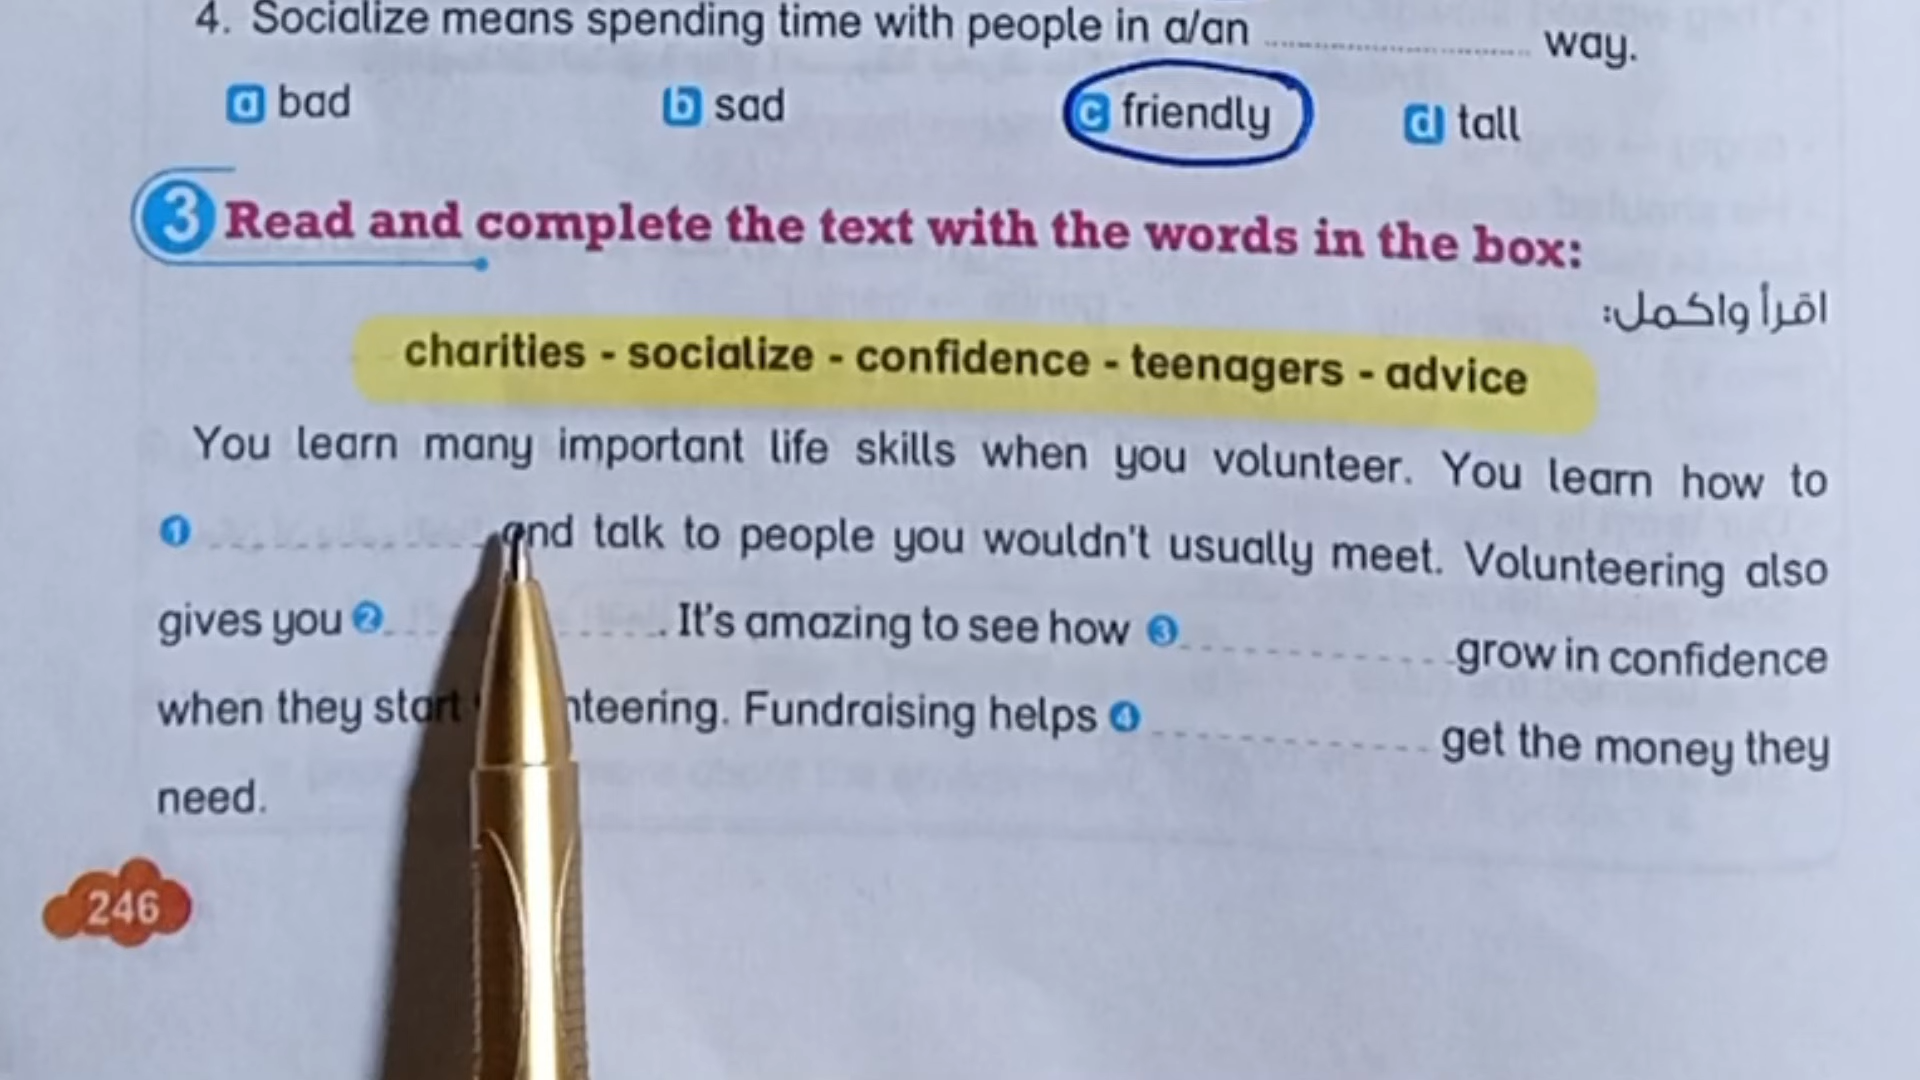 4. Socialize means spending time with people in a/an ........................ way.
a bad b sad c friendly d tall
3 Read and complete the text with the words in the box:
اقرأ واكمل:
charities - socialize - confidence - teenagers - advice
You learn many important life skills when you volunteer. You learn how to
1 ........................ and talk to people you wouldn't usually meet. Volunteering also
gives you 2 ........................ . It's amazing to see how 3 ........................ grow in confidence
when they start nteering. Fundraising helps 4 ........................ get the money they
need.
246